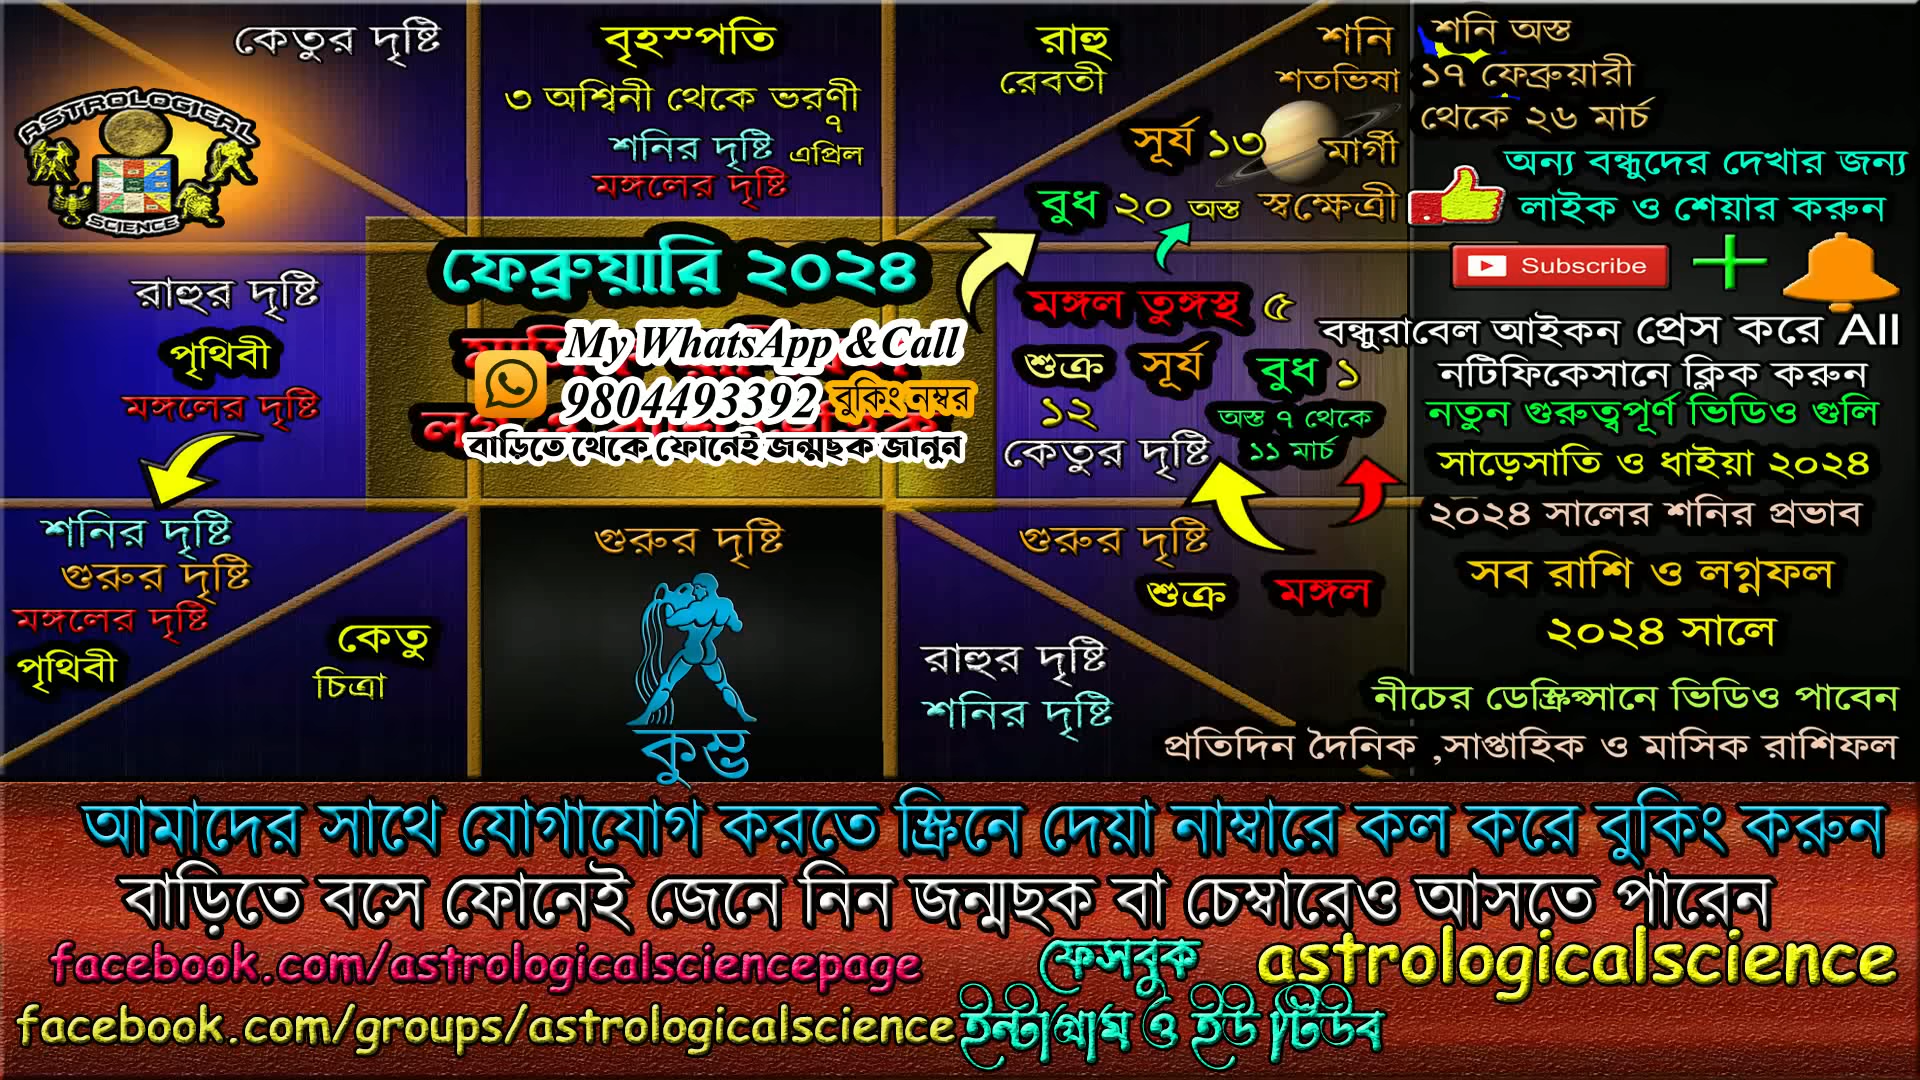 কেতুর দৃষ্টি
বৃহস্পতি
৩ অশ্বিনী থেকে ভরণী
৭
এপ্রিল
শনির দৃষ্টি
মঙ্গলের দৃষ্টি
রাহু
রেবতী
শনি
শতভিষা
সূর্য ১৩
মার্গী
বুধ ২০ অস্ত
স্বক্ষেত্রী
শনি অস্ত
১৭ ফেব্রুয়ারী
থেকে ২৬ মার্চ
ASTROLOGICAL
SCIENCE
অন্য বন্ধুদের দেখার জন্য
লাইক ও শেয়ার করুন
Subscribe
বন্ধুরাবেল আইকন প্রেস করে All
নটিফিকেসানে ক্লিক করুন
নতুন গুরুত্বপূর্ণ ভিডিও গুলি
সাড়েসাতি ও ধাইয়া ২০২৪
২০২৪ সালের শনির প্রভাব
সব রাশি ও লগ্নফল
২০২৪ সালে
নীচের ডেস্ক্রিপ্সানে ভিডিও পাবেন
প্রতিদিন দৈনিক ,সাপ্তাহিক ও মাসিক রাশিফল
ফেব্রুয়ারি ২০২৪
My WhatsApp &Call
9804493392 বুকিং নম্বর
বাড়িতে থেকে ফোনেই জন্মছক জানুন
রাহুর দৃষ্টি
পৃথিবী
মঙ্গলের দৃষ্টি
মঙ্গল তুঙ্গস্থ ৫
শুক্র
১২
সূর্য
বুধ ১
অস্ত ৭ থেকে
১১ মার্চ
কেতুর দৃষ্টি
শনির দৃষ্টি
গুরুর দৃষ্টি
মঙ্গলের দৃষ্টি
পৃথিবী
কেতু
চিত্রা
গুরুর দৃষ্টি
কুম্ভ
গুরুর দৃষ্টি
শুক্র
মঙ্গল
রাহুর দৃষ্টি
শনির দৃষ্টি
আমাদের সাথে যোগাযোগ করতে স্ক্রিনে দেয়া নাম্বারে কল করে বুকিং করুন
বাড়িতে বসে ফোনেই জেনে নিন জন্মছক বা চেম্বারেও আসতে পারেন
facebook.com/astrologicalsciencepage
ফেসবুক
astrologicalscience
facebook.com/groups/astrologicalscience
ইন্টাগ্রাম ও ইউ টিউব